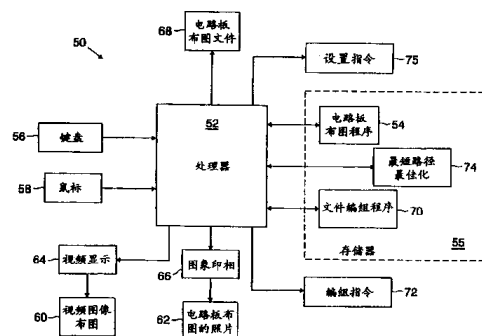 50
68
电路板
布图文件
设置指令
75
52
处理器
56
键盘
58
鼠标
电路板
布图程序
54
最短路径
最佳化
74
文件编组程序
70
存储器
55
64
视频显示
66
图象印相
编组指令
72
60
视频图像
布图
62
电路板布图
的照片